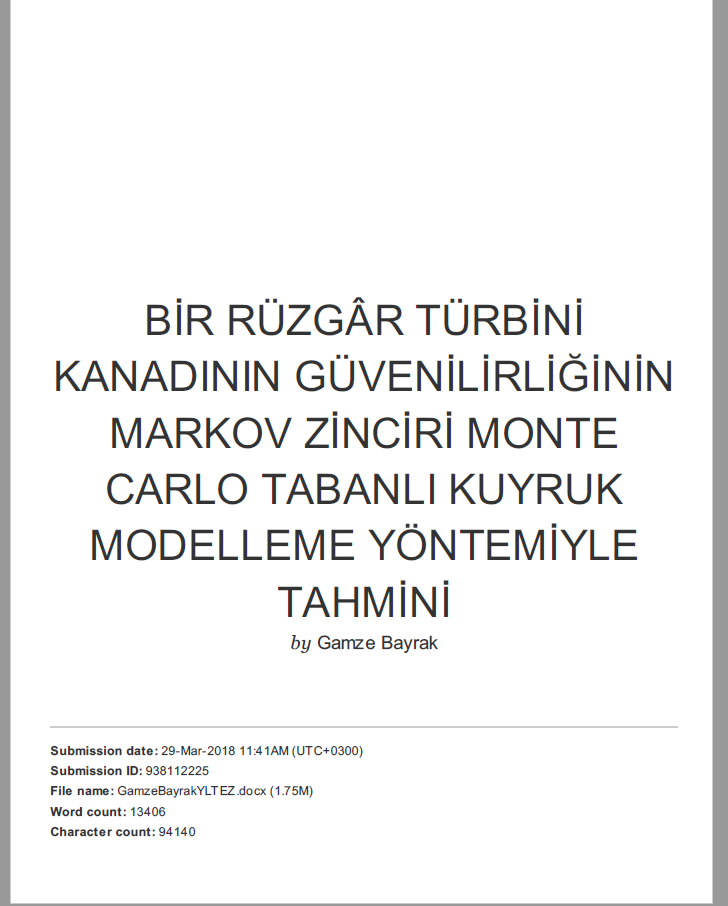 BİR RÜZGÂR TÜRBİNİ
KANADININ GÜVENİLİRLİĞİNİN
MARKOV ZİNCİRİ MONTE
CARLO TABANLI KUYRUK
MODELLEME YÖNTEMİYLE
TAHMİNİ
by Gamze Bayrak
Submission date: 29-Mar-2018 11:41AM (UTC+0300)
Submission ID: 938112225
File name: GamzeBayrakYLTEZ.docx (1.75M)
Word count: 13406
Character count: 94140